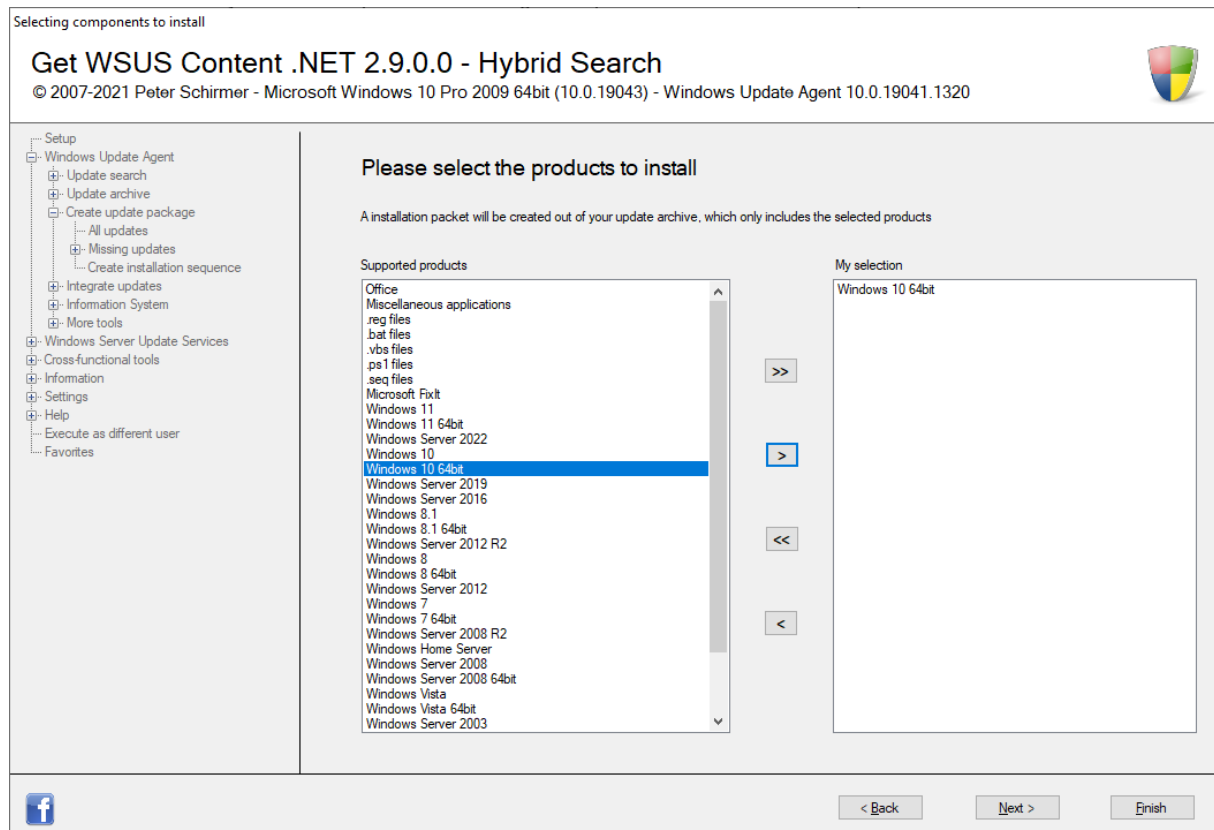 Selecting components to install
Get WSUS Content .NET 2.9.0.0 - Hybrid Search
© 2007-2021 Peter Schirmer - Microsoft Windows 10 Pro 2009 64bit (10.0.19043) - Windows Update Agent 10.0.19041.1320
Setup
Windows Update Agent
Update search
Update archive
Create update package
All updates
Missing updates
Create installation sequence
Integrate updates
Information System
More tools
Windows Server Update Services
Cross-functional tools
Information
Settings
Help
Execute as different user
Favorites
Please select the products to install
A installation packet will be created out of your update archive, which only includes the selected products
Supported products
Office
Miscellaneous applications
.reg files
.bat files
.vbs files
.ps1 files
.seq files
Microsoft FixIt
Windows 11
Windows 11 64bit
Windows Server 2022
Windows 10
Windows 10 64bit
Windows Server 2019
Windows Server 2016
Windows 8.1
Windows 8.1 64bit
Windows Server 2012 R2
Windows 8
Windows 8 64bit
Windows Server 2012
Windows 7
Windows 7 64bit
Windows Server 2008 R2
Windows Home Server
Windows Server 2008
Windows Server 2008 64bit
Windows Vista
Windows Vista 64bit
Windows Server 2003
>>
>
<<
<
My selection
Windows 10 64bit
f
< Back
Next >
Finish